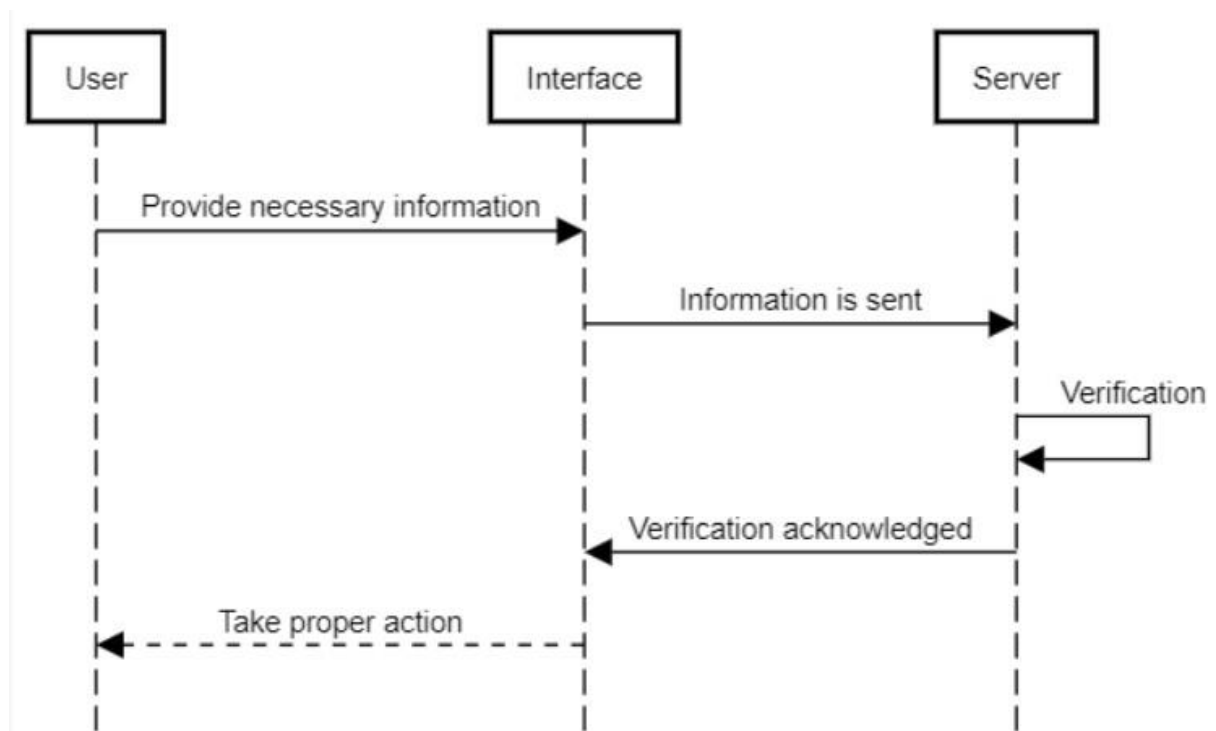 User
Interface
Server
Provide necessary information
Information is sent
Verification
Verification acknowledged
Take proper action